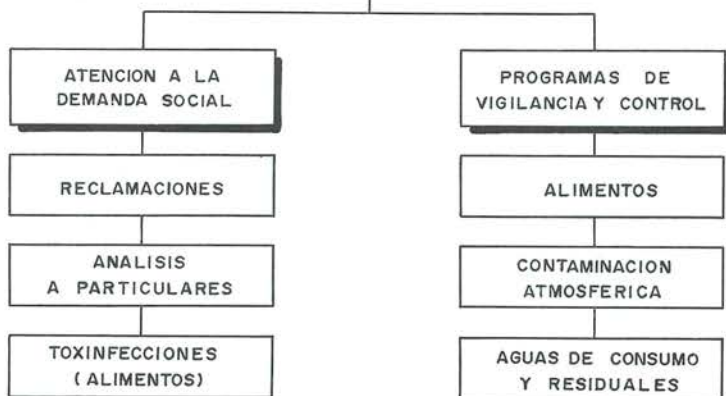 ATENCION A LA
DEMANDA SOCIAL
RECLAMACIONES
ANALISIS
A PARTICULARES
TOXINFECCIONES
( ALIMENTOS)
PROGRAMAS DE
VIGILANCIA Y CONTROL
ALIMENTOS
CONTAMINACION
ATMOSFERICA
AGUAS DE CONSUMO
Y RESIDUALES